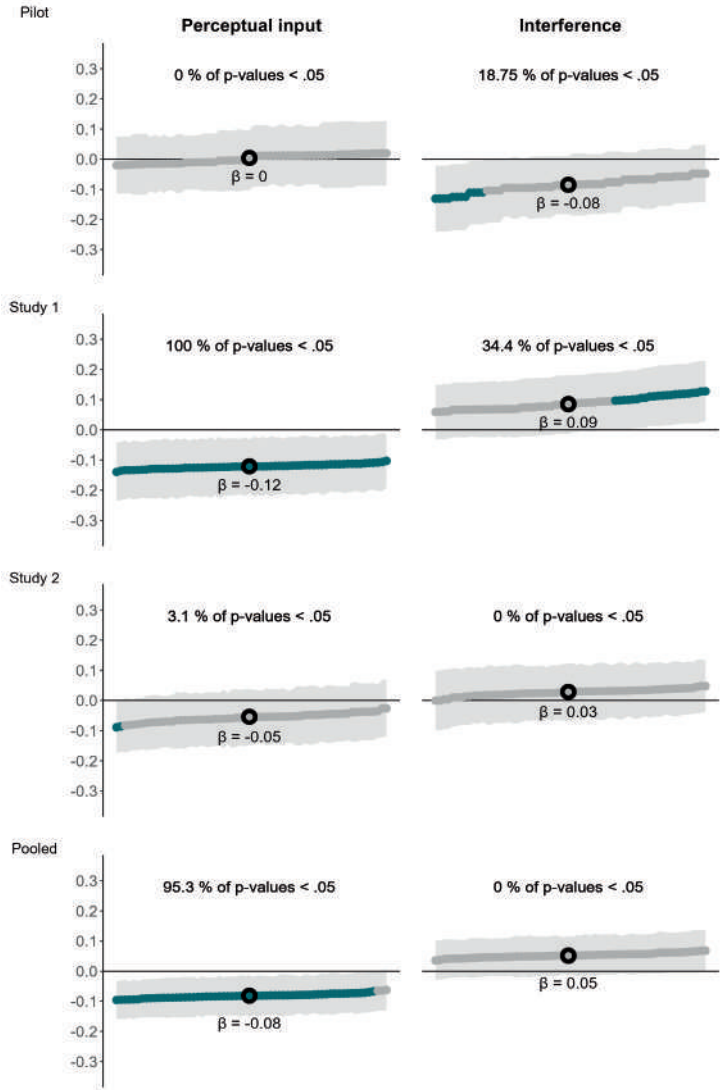 Pilot
Perceptual input Interference
0 % of p-values < .05 18.75 % of p-values < .05
0.3
0.2
0.1
0.0
-0.1
-0.2
-0.3
β = 0 β = -0.08
Study 1
100 % of p-values < .05 34.4 % of p-values < .05
0.3
0.2
0.1
0.0
-0.1
-0.2
-0.3
β = -0.12 β = 0.09
Study 2
3.1 % of p-values < .05 0 % of p-values < .05
0.3
0.2
0.1
0.0
-0.1
-0.2
-0.3
β = -0.05 β = 0.03
Pooled
95.3 % of p-values < .05 0 % of p-values < .05
0.3
0.2
0.1
0.0
-0.1
-0.2
-0.3
β = -0.08 β = 0.05